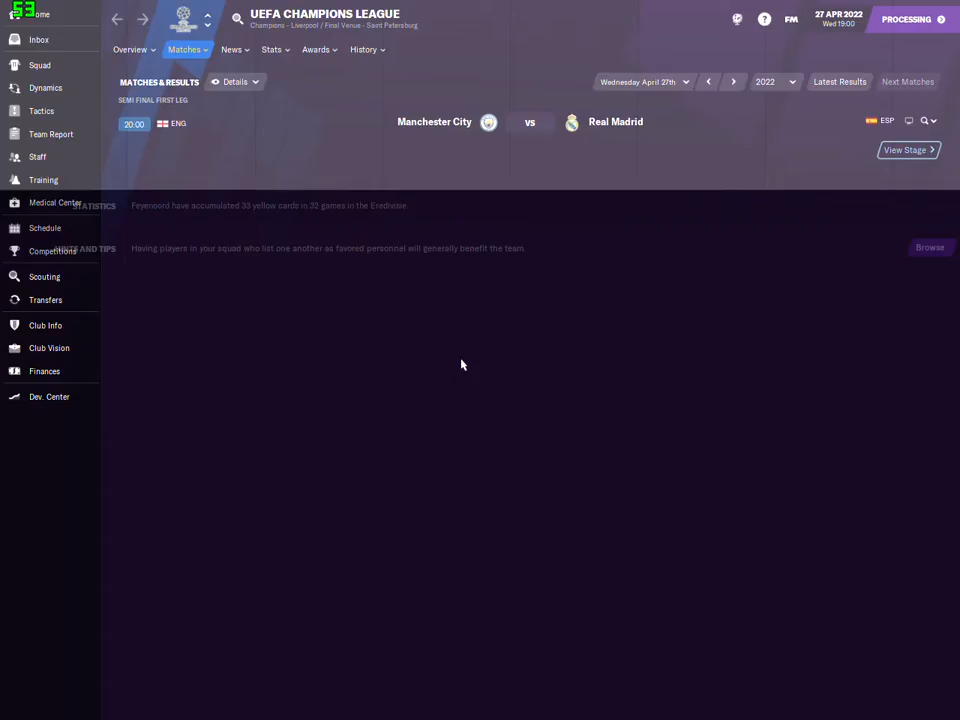 53
ome
UEFA CHAMPIONS LEAGUE
Champions - Liverpool / Final Venue - Saint Petersburg
FM
27 APR 2022
Wed 19:00
PROCESSING
Inbox
Overview
Matches
News
Stats
Awards
History
Squad
MATCHES & RESULTS
Details
Wednesday April 27th
2022
Latest Results
Next Matches
Dynamics
SEMI FINAL FIRST LEG
Tactics
20:00
ENG
Manchester City
vs
Real Madrid
ESP
Team Report
View Stage
Staff
Training
Medical Center
STATISTICS
Feyenoord have accumulated 33 yellow cards in 32 games in the Eredivisie.
Schedule
Competitions
HINTS AND TIPS
Having players in your squad who list one another as favored personnel will generally benefit the team.
Browse
Scouting
Transfers
Club Info
Club Vision
Finances
Dev. Center